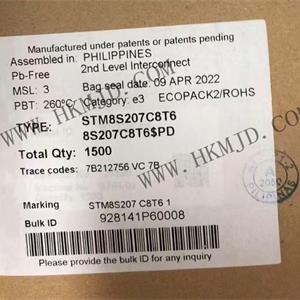 Manufactured under patents or patents pending
Assembled in: PHILIPPINES
Pb-Free 2nd Level Interconnect
MSL: 3 Bag seal date: 09 APR 2022
PBT: 260°C Category: e3 ECOPACK2/ROHS
TYPE: STM8S207C8T6
8S207C8T6$PD
Total Qty: 1500
Trace codes: 7B212756 VC 7B
Marking STM8S207 C8T6 1
Bulk ID 928141P60008
Please provide the bulk ID for any inquiry
WWW.HKMJD.COM